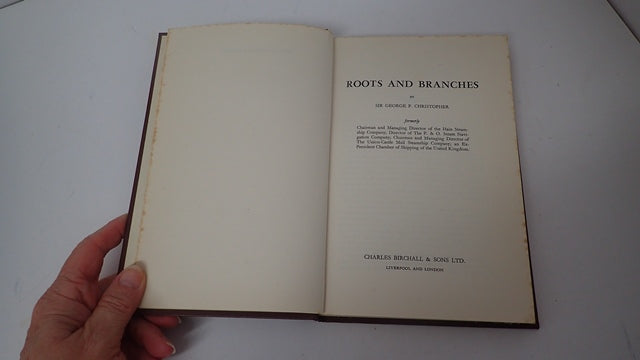 ROOTS AND BRANCHES
BY
SIR GEORGE P. CHRISTOPHER
formerly
Chairman and Managing Director of the Hain Steam-
ship Company, Director of The P. & O. Steam Navi-
gation Company, Chairman and Managing Director of
The Union-Castle Mail Steamship Company, an Ex-
President Chamber of Shipping of the United Kingdom.
CHARLES BIRCHALL & SONS LTD.
LIVERPOOL AND LONDON